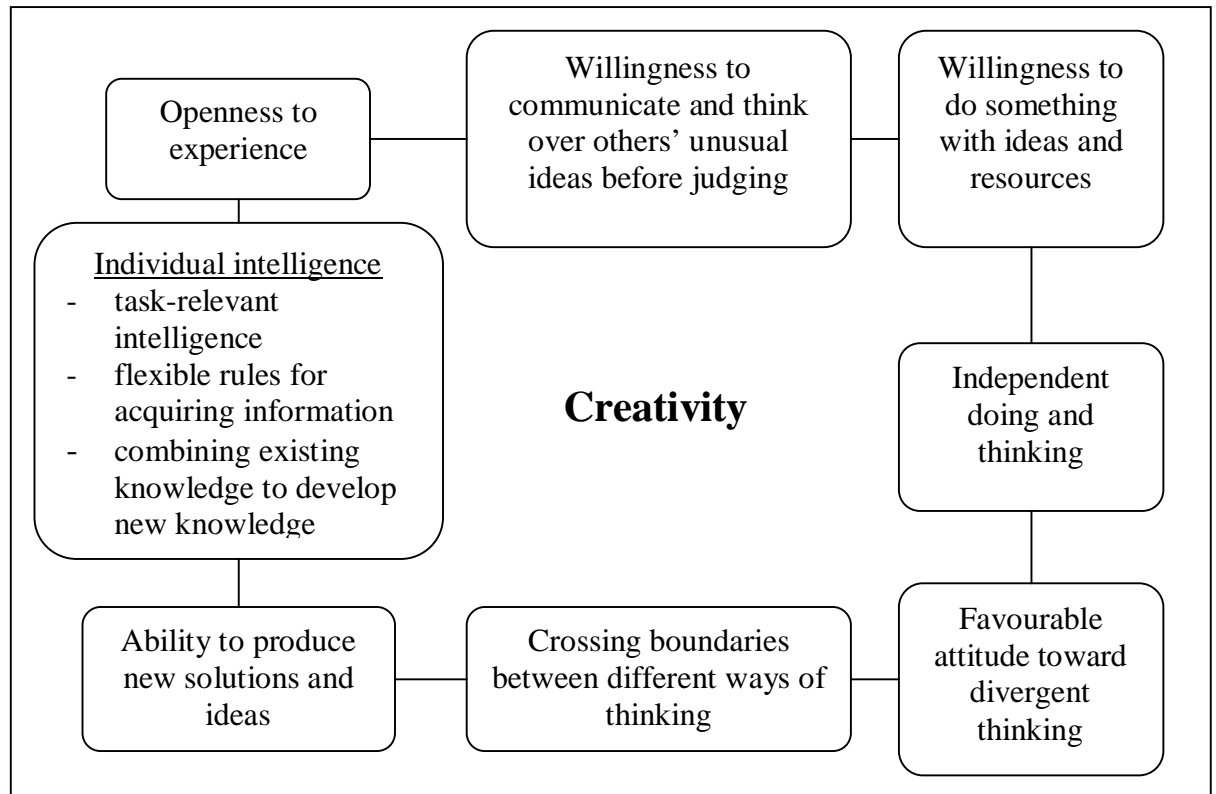 Openness to
experience
Willingness to
communicate and think
over others’ unusual
ideas before judging
Willingness to
do something
with ideas and
resources
Individual intelligence
- task-relevant
intelligence
- flexible rules for
acquiring information
- combining existing
knowledge to develop
new knowledge
Creativity
Independent
doing and
thinking
Ability to produce
new solutions and
ideas
Crossing boundaries
between different ways of
thinking
Favourable
attitude toward
divergent
thinking